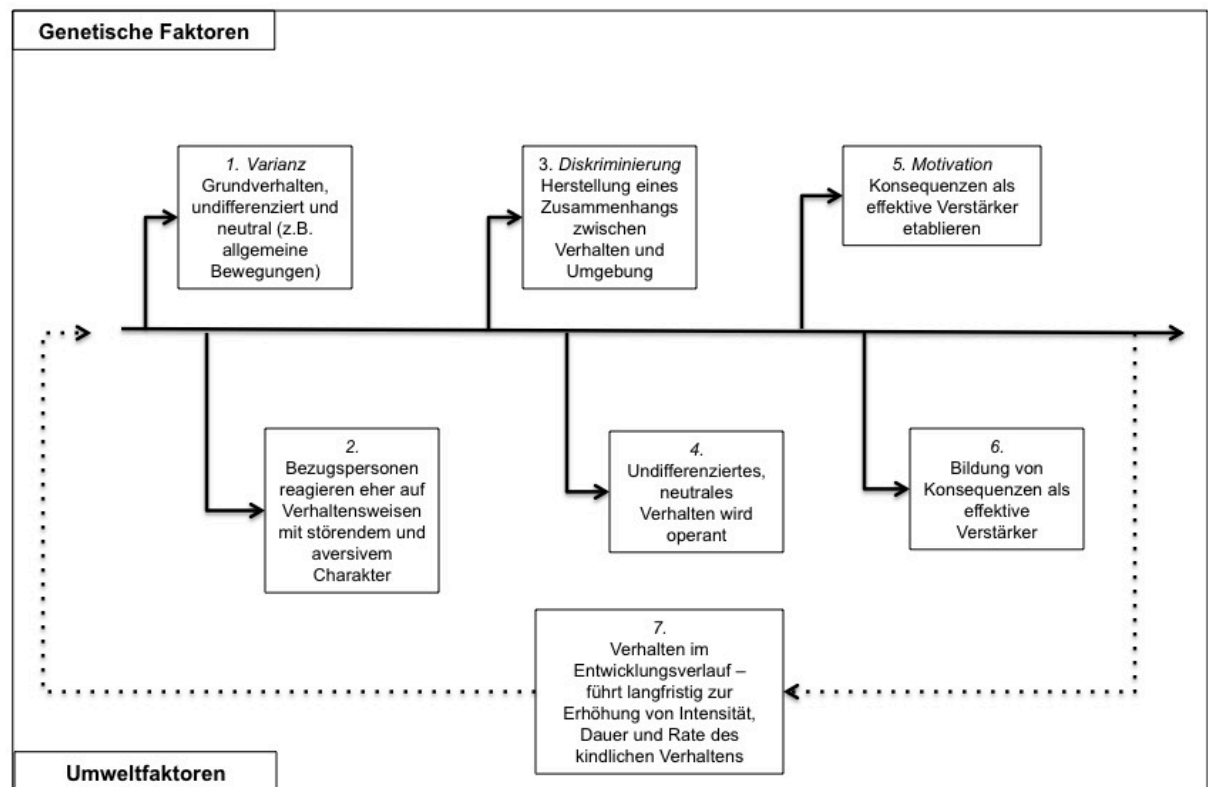 Genetische Faktoren
1. Varianz
Grundverhalten,
undifferenziert und
neutral (z.B.
allgemeine
Bewegungen)
3. Diskriminierung
Herstellung eines
Zusammenhangs
zwischen
Verhalten und
Umgebung
5. Motivation
Konsequenzen als
effektive Verstärker
etablieren
2.
Bezugspersonen
reagieren eher auf
Verhaltensweisen
mit störendem und
aversivem
Charakter
4.
Undifferenziertes,
neutrales
Verhalten wird
operant
6.
Bildung von
Konsequenzen als
effektive
Verstärker
7.
Verhalten im
Entwicklungsverlauf –
führt langfristig zur
Erhöhung von Intensität,
Dauer und Rate des
kindlichen Verhaltens
Umweltfaktoren